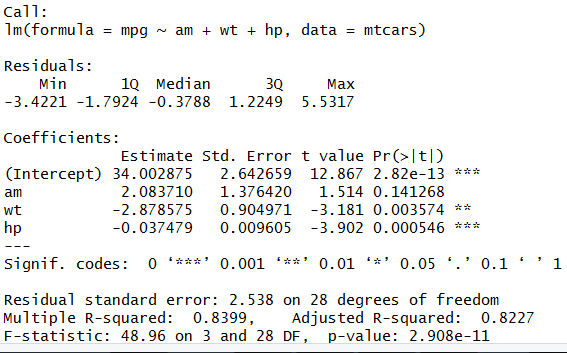 Call:
lm(formula = mpg ~ am + wt + hp, data = mtcars)
Residuals:
    Min      1Q  Median      3Q     Max
-3.4221 -1.7924 -0.3788  1.2249  5.5317
Coefficients:
             Estimate Std. Error t value Pr(>|t|)
(Intercept) 34.002875   2.642659  12.867 2.82e-13 ***
am           2.083710   1.376420   1.514 0.141268
wt          -2.878575   0.904971  -3.181 0.003574 **
hp          -0.037479   0.009605  -3.902 0.000546 ***
---
Signif. codes:  0 ‘***’ 0.001 ‘**’ 0.01 ‘*’ 0.05 ‘.’ 0.1 ‘ ’ 1
Residual standard error: 2.538 on 28 degrees of freedom
Multiple R-squared:  0.8399,    Adjusted R-squared:  0.8227
F-statistic: 48.96 on 3 and 28 DF,  p-value: 2.908e-11